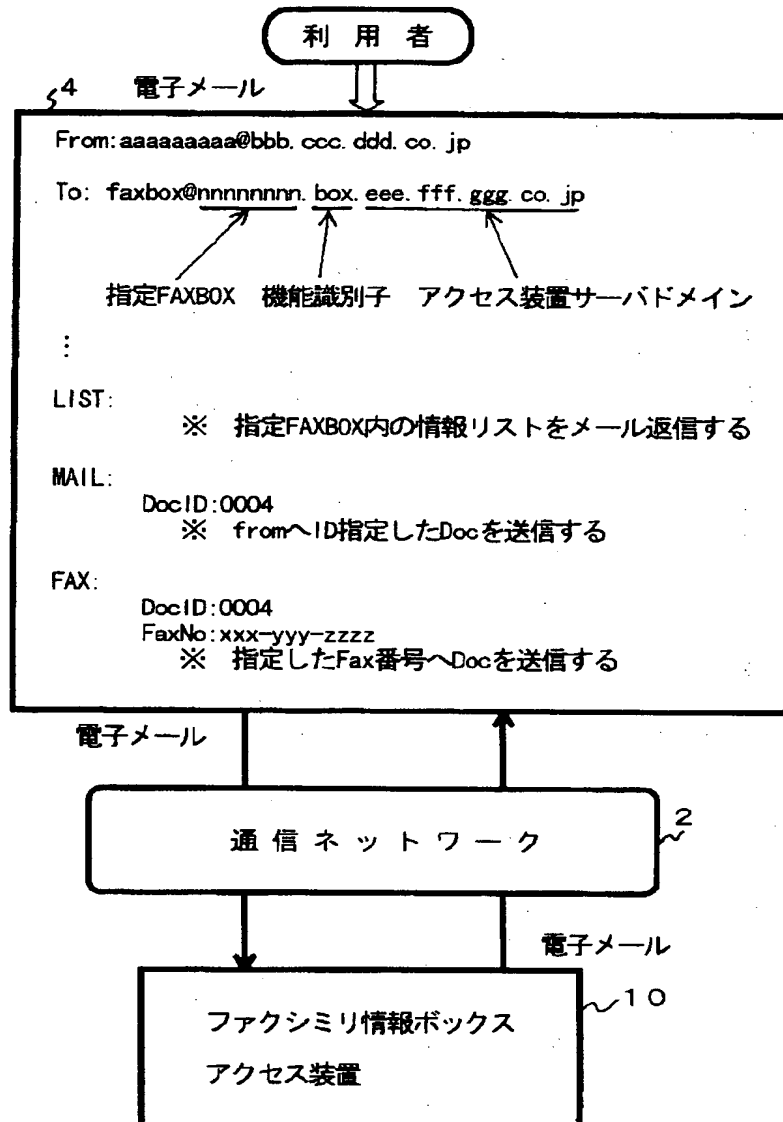 利用者
4 電子メール
From:aaaaaaaaaa@bbb.ccc.ddd.co.jp
To: faxbox@nnnnnnnn.box.eee.fff.ggg.co.jp
指定FAXBOX 機能識別子 アクセス装置サーバドメイン
⋮
LIST:
※ 指定FAXBOX内の情報リストをメール返信する
MAIL:
DocID:0004
※ fromへID指定したDocを送信する
FAX:
DocID:0004
FaxNo:xxx-yyy-zzzz
※ 指定したFax番号へDocを送信する
電子メール
通信ネットワーク
2
電子メール
ファクシミリ情報ボックス
アクセス装置
10